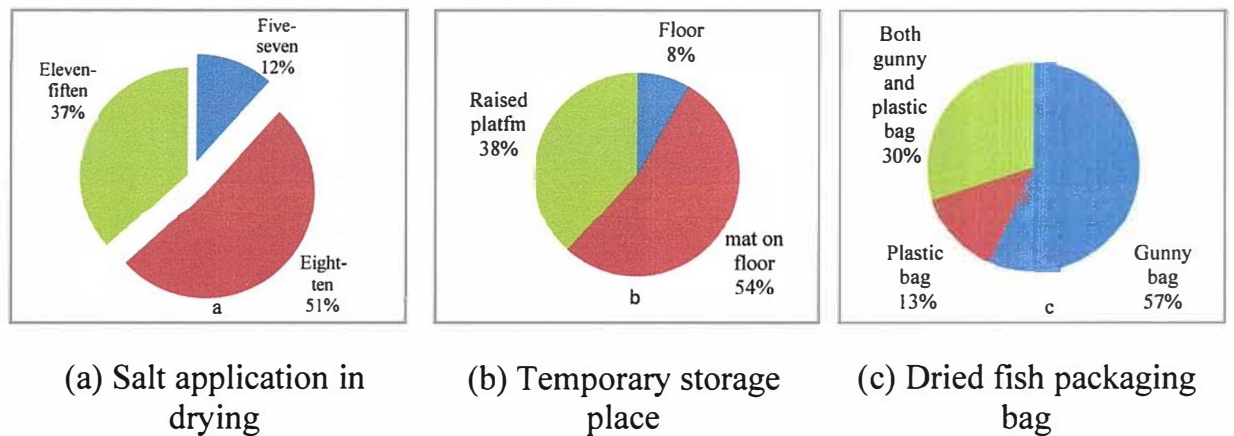 Five-
seven
12%
Eleven-
fiften
37%
Eight-
ten
51%
a
Floor
8%
Raised
platfm
38%
mat on
floor
54%
b
Both
gunny
and
plastic
bag
30%
Plastic
bag
13%
Gunny
bag
57%
c
(a) Salt application in
drying
(b) Temporary storage
place
(c) Dried fish packaging
bag